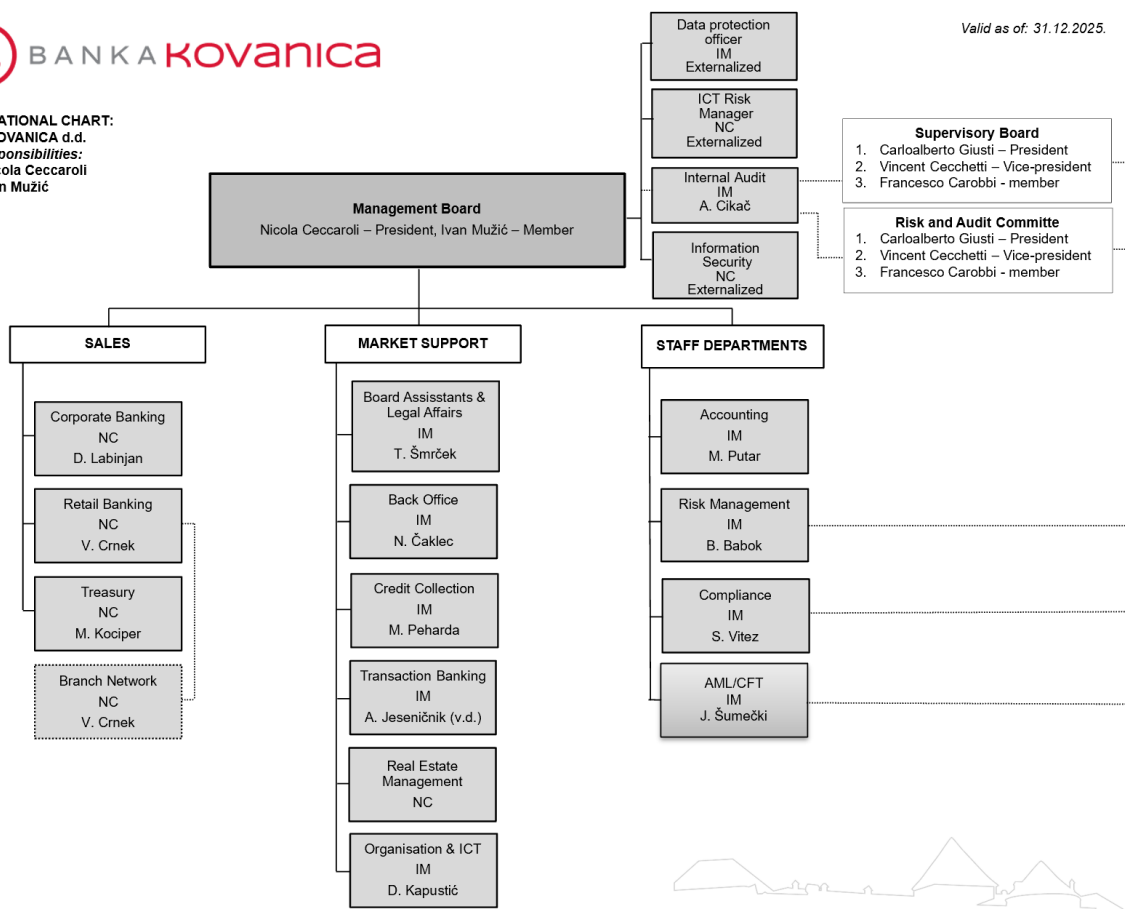 BANKA KOVANICA
Valid as of: 31.12.2025.
ATIONAL CHART:
OVANICA d.d.
ponsibilities:
cola Ceccaroli
n Mužić
Data protection
officer
IM
Externalized
ICT Risk
Manager
NC
Externalized
Internal Audit
IM
A. Cikač
Information
Security
NC
Externalized
Supervisory Board
1. Carloalberto Giusti – President
2. Vincent Cecchetti – Vice-president
3. Francesco Carobbi - member
Risk and Audit Committe
1. Carloalberto Giusti – President
2. Vincent Cecchetti – Vice-president
3. Francesco Carobbi - member
Management Board
Nicola Ceccaroli – President, Ivan Mužić – Member
SALES
Corporate Banking
NC
D. Labinjan
Retail Banking
NC
V. Crnek
Treasury
NC
M. Kociper
Branch Network
NC
V. Crnek
MARKET SUPPORT
Board Assisstants &
Legal Affairs
IM
T. Šmrček
Back Office
IM
N. Čaklec
Credit Collection
IM
M. Peharda
Transaction Banking
IM
A. Jeseničnik (v.d.)
Real Estate
Management
NC
Organisation & ICT
IM
D. Kapustić
STAFF DEPARTMENTS
Accounting
IM
M. Putar
Risk Management
IM
B. Babok
Compliance
IM
S. Vitez
AML/CFT
IM
J. Šumečki